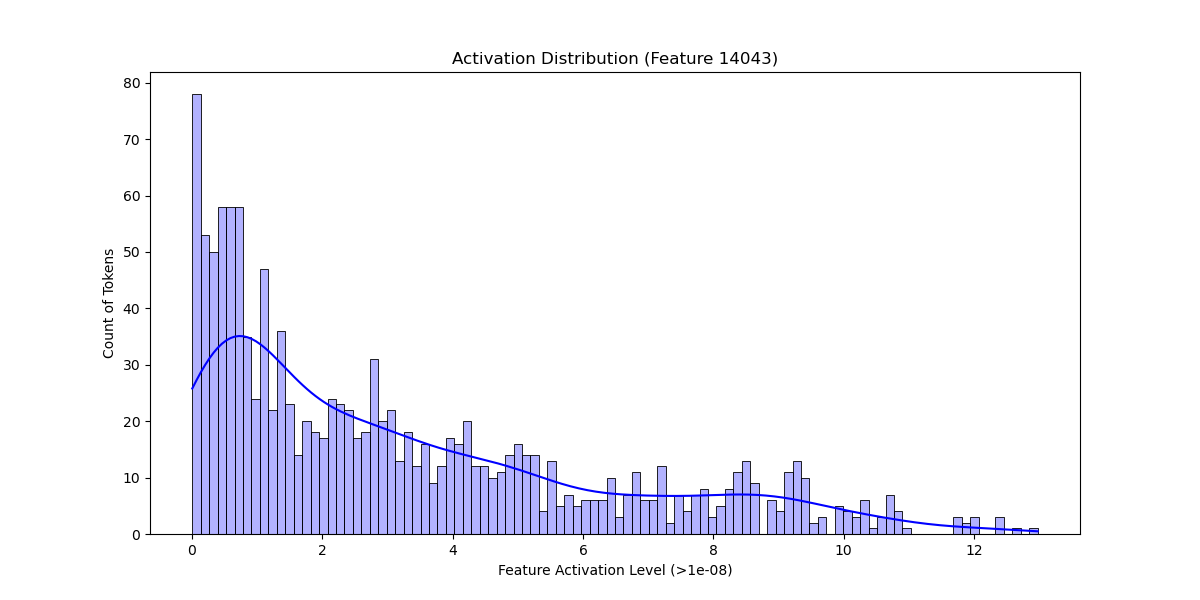 Activation Distribution (Feature 14043)
80
70
60
50
40
30
20
10
0
Count of Tokens
0 2 4 6 8 10 12
Feature Activation Level (>1e-08)